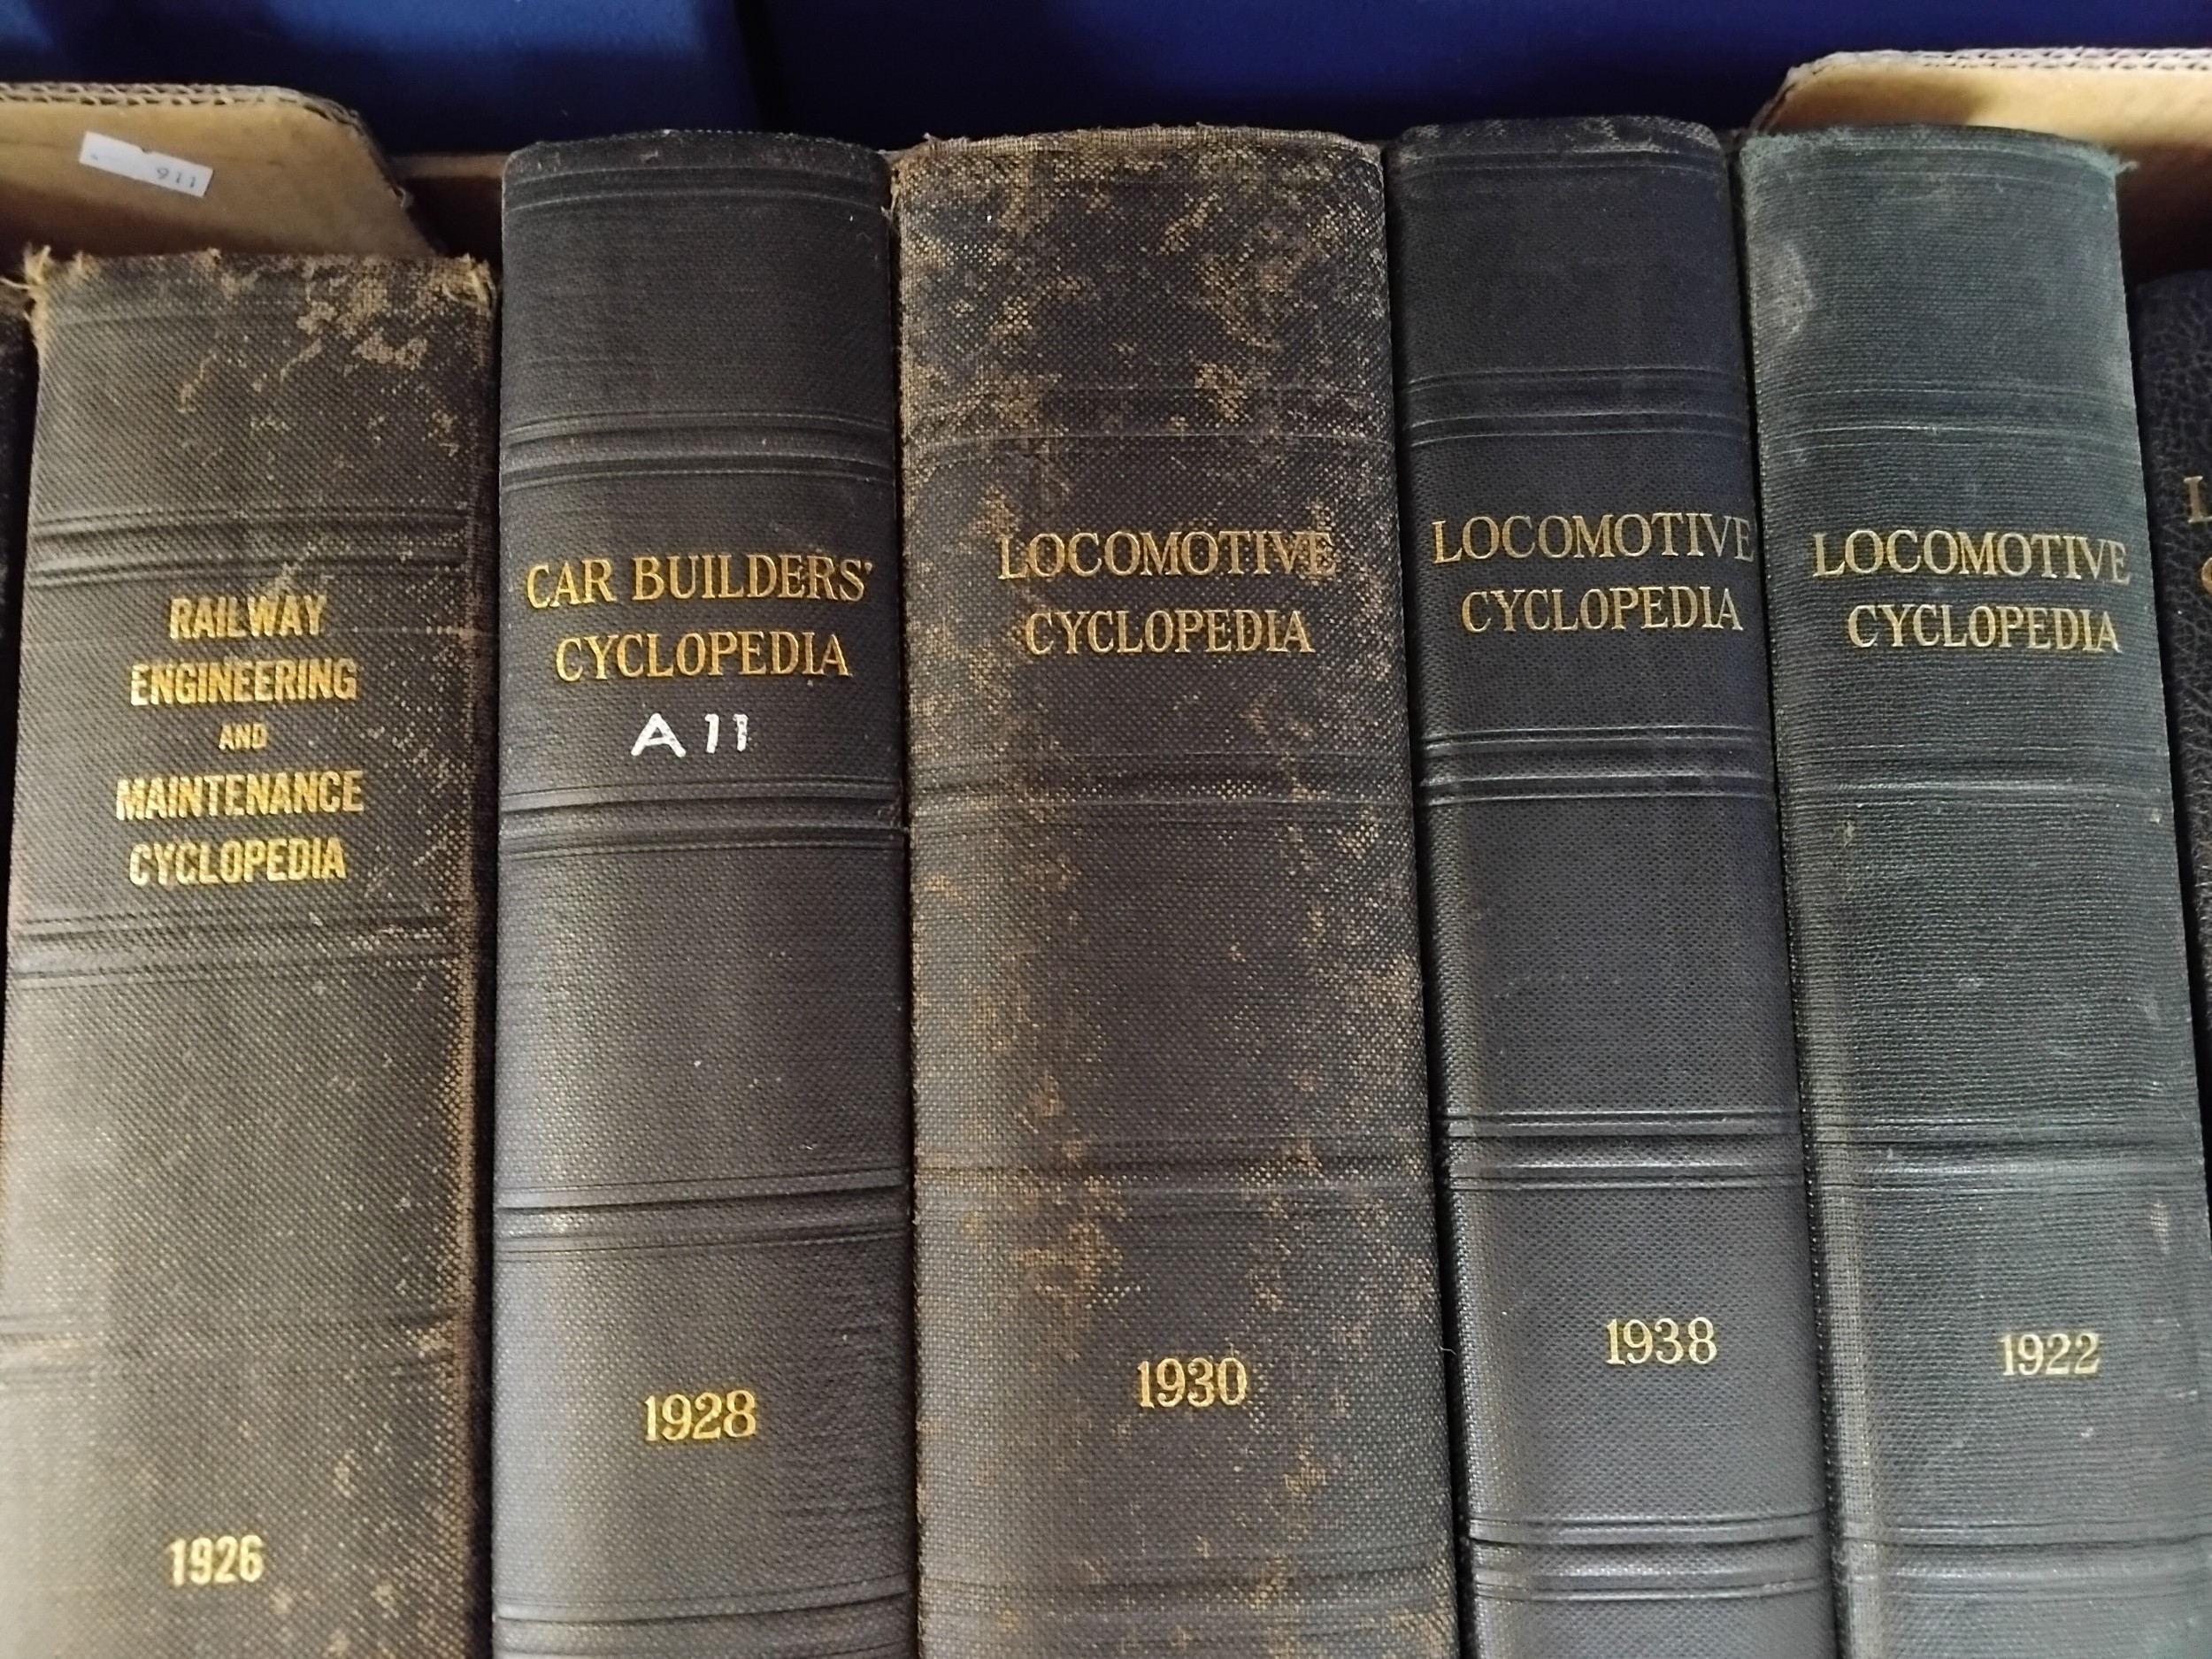 911
RAILWAY
ENGINEERING
AND
MAINTENANCE
CYCLOPEDIA
1926
CAR BUILDERS'
CYCLOPEDIA
A11
1928
LOCOMOTIVE
CYCLOPEDIA
1930
LOCOMOTIVE
CYCLOPEDIA
1938
LOCOMOTIVE
CYCLOPEDIA
1922
L